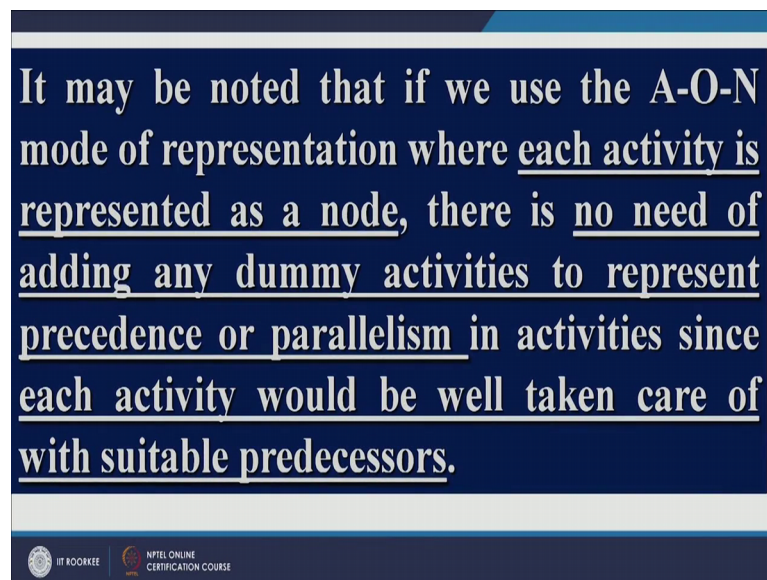 It may be noted that if we use the A-O-N
mode of representation where each activity is
represented as a node, there is no need of
adding any dummy activities to represent
precedence or parallelism in activities since
each activity would be well taken care of
with suitable predecessors.
IIT ROORKEE
NPTEL
NPTEL ONLINE
CERTIFICATION COURSE